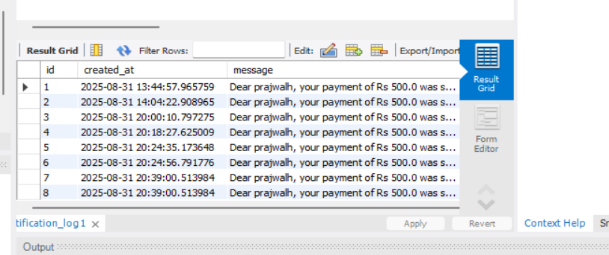 Result Grid Filter Rows: Edit: Export/Import
id created_at message
1 2025-08-31 13:44:57.965759 Dear prajwalh, your payment of Rs 500.0 was s...
2 2025-08-31 14:04:22.908965 Dear prajwalh, your payment of Rs 500.0 was s...
3 2025-08-31 20:00:10.797275 Dear prajwalh, your payment of Rs 500.0 was s...
4 2025-08-31 20:18:27.625009 Dear prajwalh, your payment of Rs 500.0 was s...
5 2025-08-31 20:24:35.173648 Dear prajwalh, your payment of Rs 500.0 was s...
6 2025-08-31 20:24:56.791776 Dear prajwalh, your payment of Rs 500.0 was s...
7 2025-08-31 20:39:00.513984 Dear prajwalh, your payment of Rs 500.0 was s...
8 2025-08-31 20:39:00.513984 Dear prajwalh, your payment of Rs 500.0 was s...
Result
Grid
Form
Editor
tification_log1 Apply Revert Context Help Sr
Output